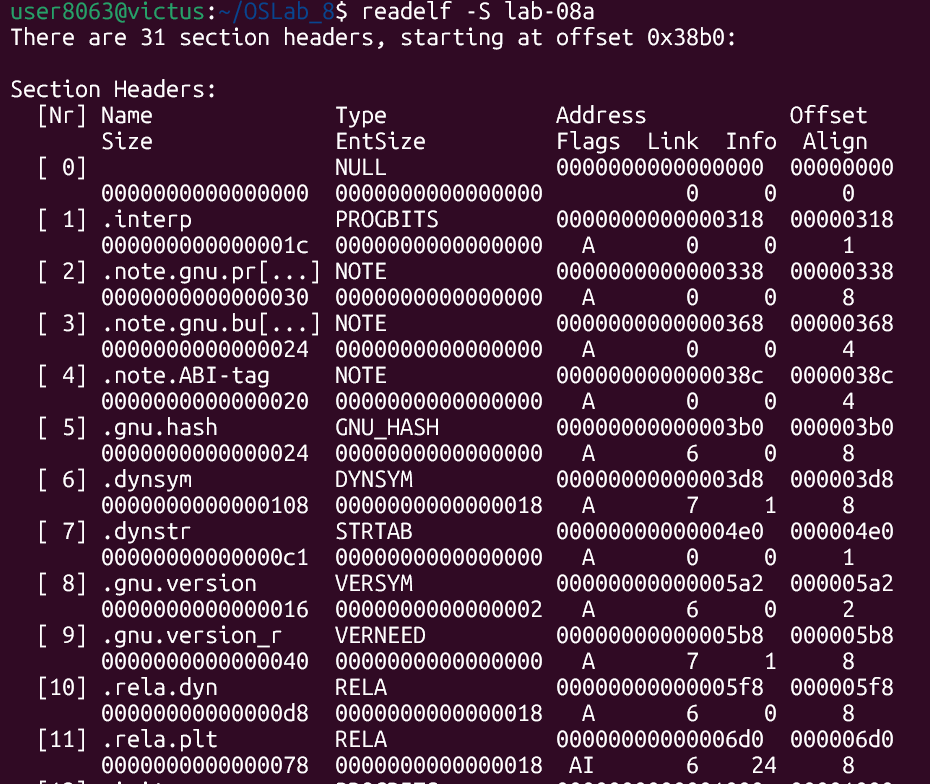 user8063@victus:~/OSLab_8$ readelf -S lab-08a
There are 31 section headers, starting at offset 0x38b0:

Section Headers:
  [Nr] Name              Type             Address           Offset
       Size              EntSize          Flags  Link  Info  Align
  [ 0]                   NULL             0000000000000000  00000000
       0000000000000000  0000000000000000           0     0     0
  [ 1] .interp           PROGBITS         0000000000000318  00000318
       000000000000001c  0000000000000000   A       0     0     1
  [ 2] .note.gnu.pr[...] NOTE             0000000000000338  00000338
       0000000000000030  0000000000000000   A       0     0     8
  [ 3] .note.gnu.bu[...] NOTE             0000000000000368  00000368
       0000000000000024  0000000000000000   A       0     0     4
  [ 4] .note.ABI-tag     NOTE             000000000000038c  0000038c
       0000000000000020  0000000000000000   A       0     0     4
  [ 5] .gnu.hash         GNU_HASH         00000000000003b0  000003b0
       0000000000000024  0000000000000000   A       6     0     8
  [ 6] .dynsym           DYNSYM           00000000000003d8  000003d8
       0000000000000108  0000000000000018   A       7     1     8
  [ 7] .dynstr           STRTAB           00000000000004e0  000004e0
       00000000000000c1  0000000000000000   A       0     0     1
  [ 8] .gnu.version      VERSYM           00000000000005a2  000005a2
       0000000000000016  0000000000000002   A       6     0     2
  [ 9] .gnu.version_r    VERNEED          00000000000005b8  000005b8
       0000000000000040  0000000000000000   A       7     1     8
  [10] .rela.dyn         RELA             00000000000005f8  000005f8
       00000000000000d8  0000000000000018   A       6     0     8
  [11] .rela.plt         RELA             00000000000006d0  000006d0
       0000000000000078  0000000000000018  AI       6    24     8